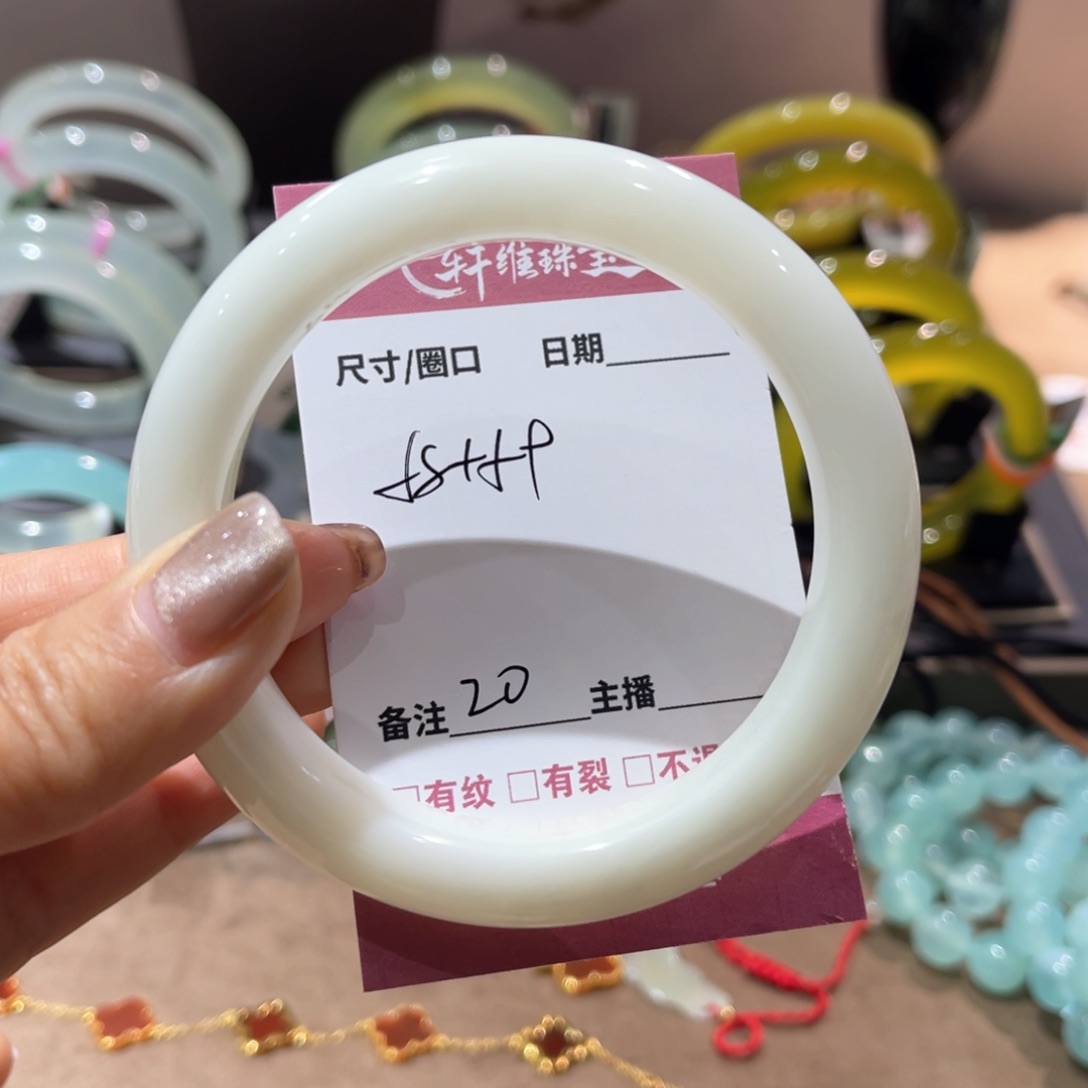 轩维珠宝
尺寸/圈口 日期
备注 20 主播
□有纹 □有裂 □不退